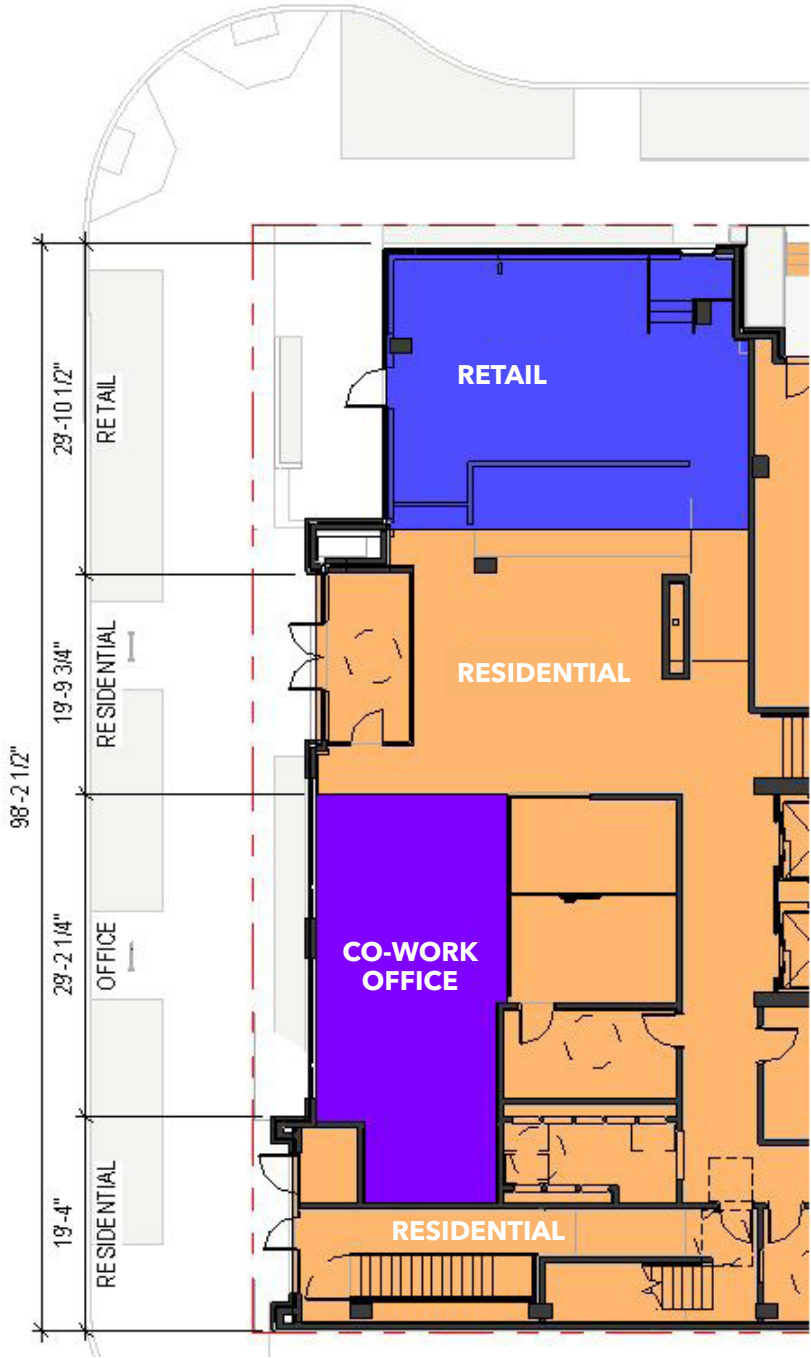 98'-2 1/2"
29'-10 1/2"
RETAIL
19'-9 3/4"
RESIDENTIAL
29'-2 1/4"
OFFICE
19'-4"
RESIDENTIAL
RETAIL
RESIDENTIAL
CO-WORK
OFFICE
RESIDENTIAL